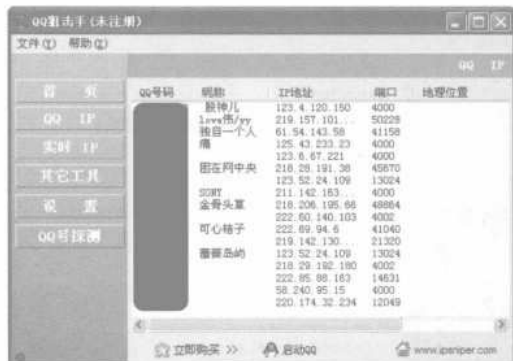 QQ狙击手(未注册)
文件(F) 帮助(Z)
QQ IP
首 页
QQ IP
实时 IP
其它工具
设 置
QQ号探测
QQ号码 昵称 IP地址 端口 地理位置
殷神儿 123.4.120.150 4000
love伟/yy 219.157.101... 50228
独自一个人 61.54.143.58 41158
痛 125.43.233.23 4000
123.6.67.221 4000
困在网中央 218.28.191.38 45670
123.52.24.109 13024
SONY 211.142.163... 4000
金骨头草 218.206.195.66 48664
222.60.140.103 4002
可心桔子 222.89.94.6 41040
219.142.130... 21320
蔷薇岛屿 123.52.24.109 13024
218.29.192.180 4002
222.85.88.163 14631
58.240.95.15 4000
220.174.32.234 12049
立即购买 >> 启动QQ www.ipsniper.com